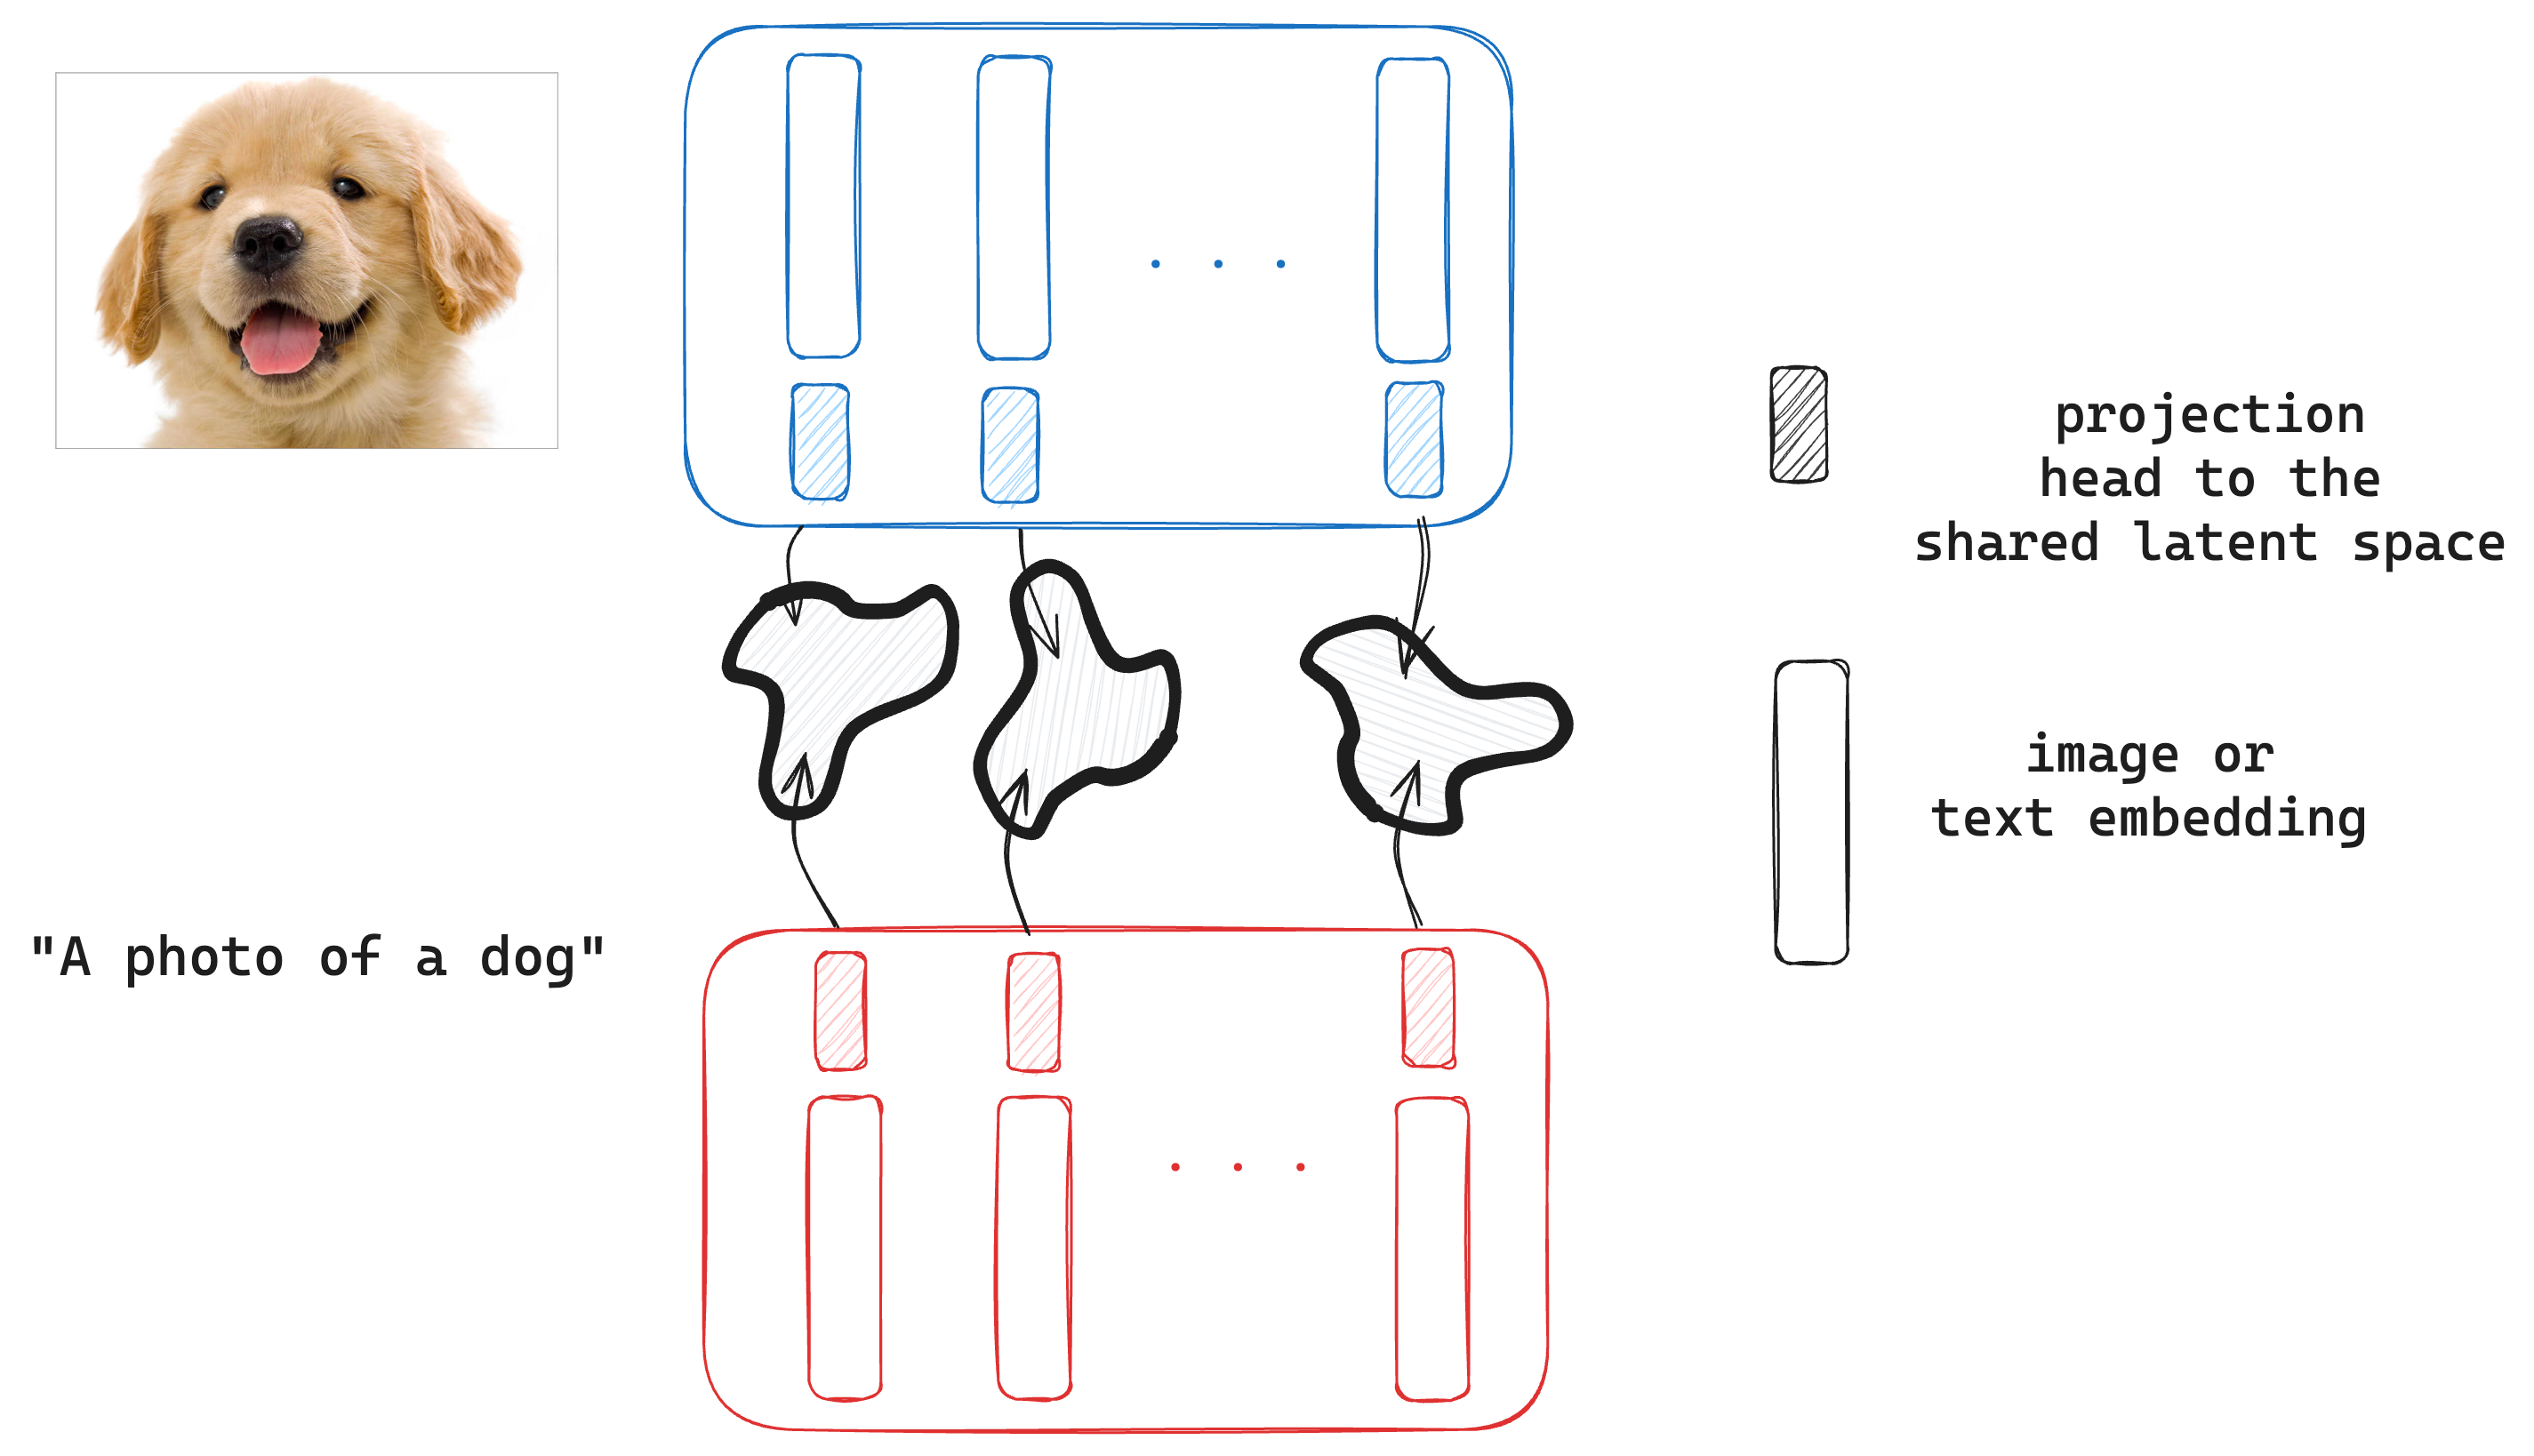 projection
head to the
shared latent space
image or
text embedding
"A photo of a dog"